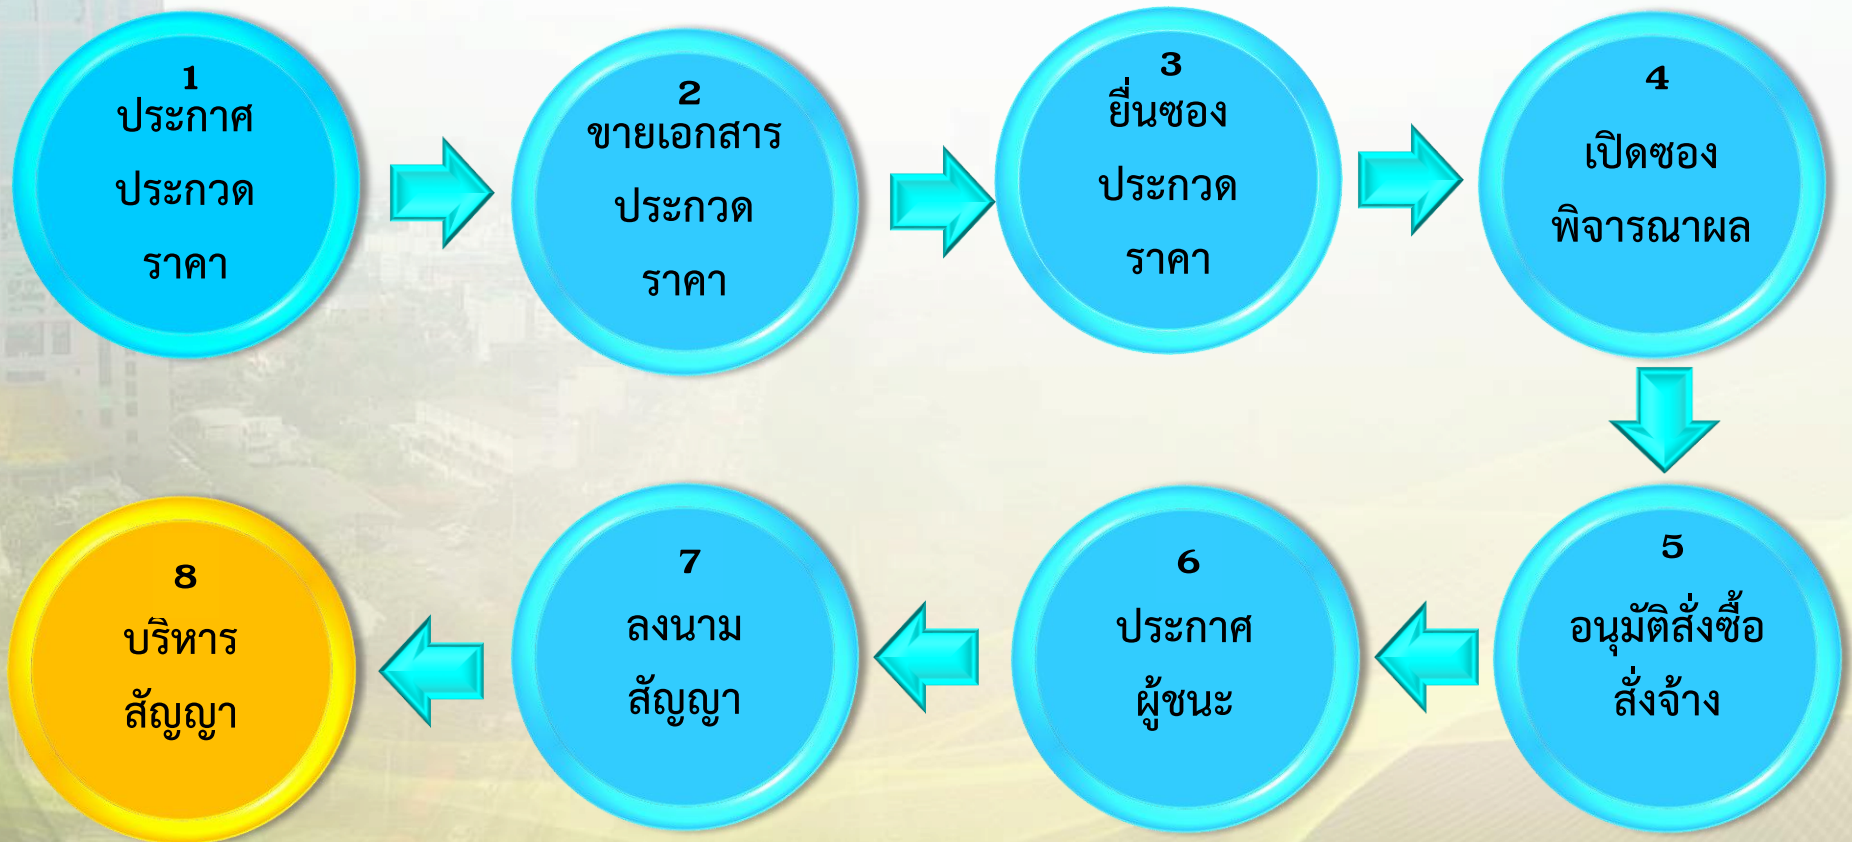 1
ประกาศ
ประกวด
ราคา
2
ขายเอกสาร
ประกวด
ราคา
3
ยื่นซอง
ประกวด
ราคา
4
เปิดซอง
พิจารณาผล
5
อนุมัติสั่งซื้อ
สั่งจ้าง
6
ประกาศ
ผู้ชนะ
7
ลงนาม
สัญญา
8
บริหาร
สัญญา